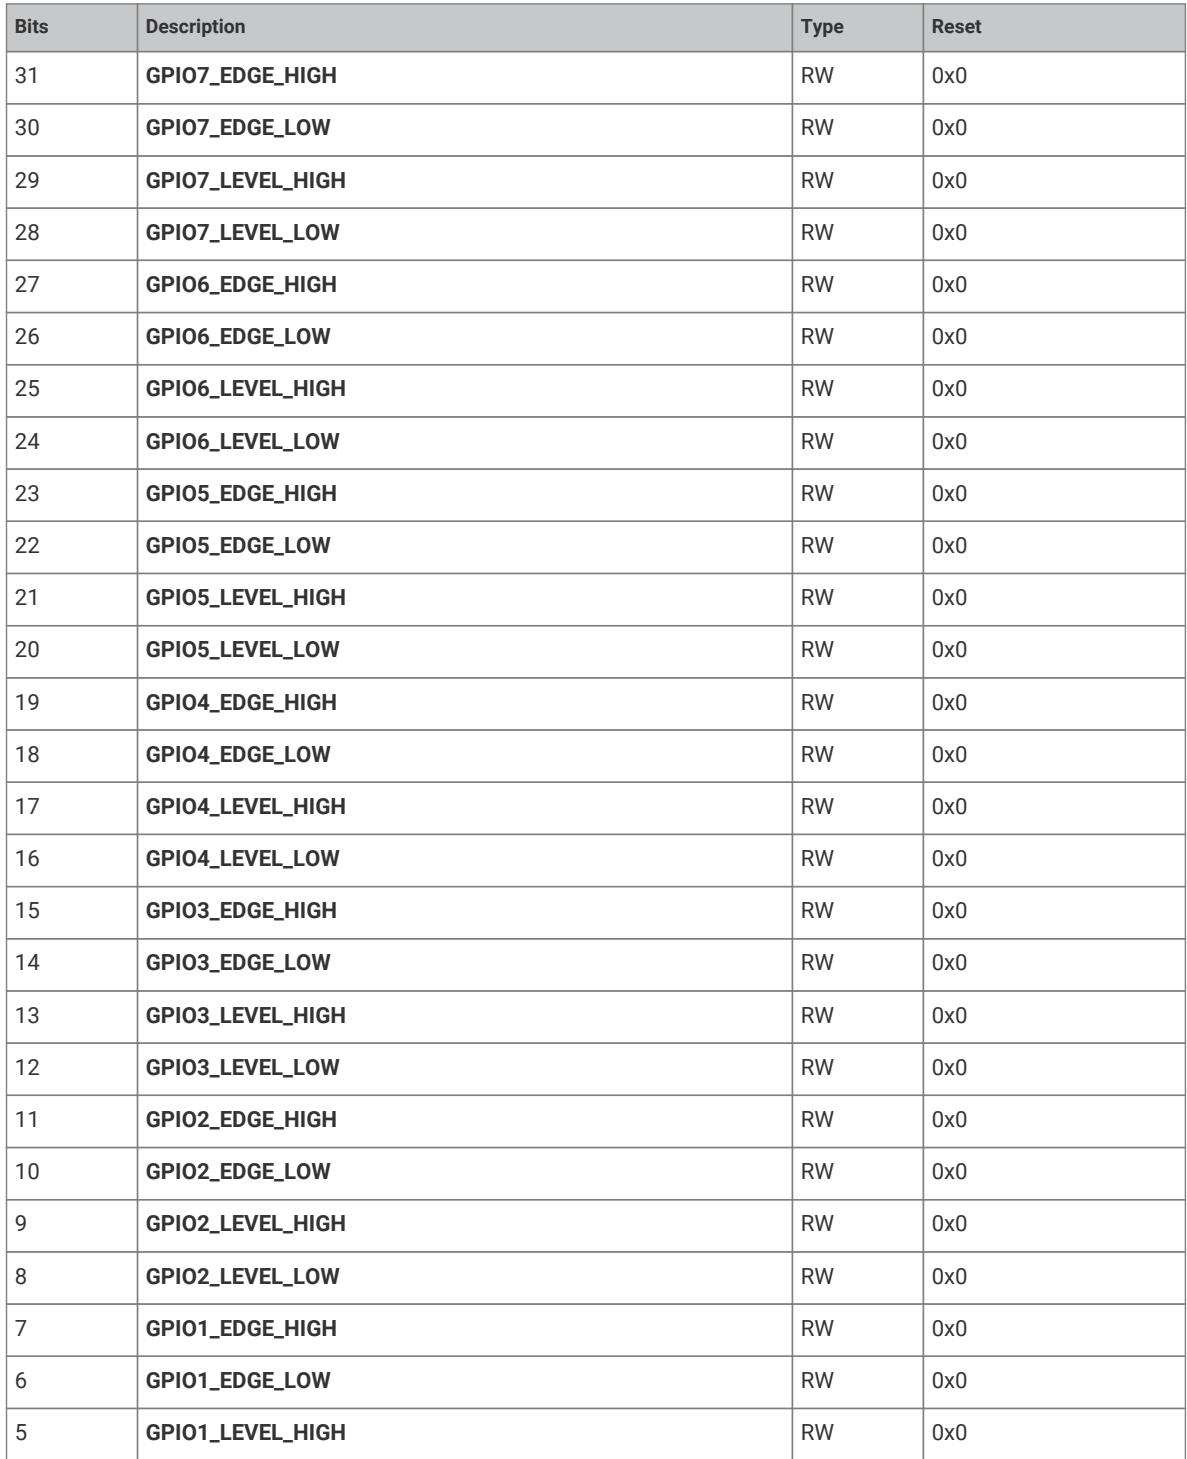 Bits Description Type Reset
31 GPIO7_EDGE_HIGH RW 0x0
30 GPIO7_EDGE_LOW RW 0x0
29 GPIO7_LEVEL_HIGH RW 0x0
28 GPIO7_LEVEL_LOW RW 0x0
27 GPIO6_EDGE_HIGH RW 0x0
26 GPIO6_EDGE_LOW RW 0x0
25 GPIO6_LEVEL_HIGH RW 0x0
24 GPIO6_LEVEL_LOW RW 0x0
23 GPIO5_EDGE_HIGH RW 0x0
22 GPIO5_EDGE_LOW RW 0x0
21 GPIO5_LEVEL_HIGH RW 0x0
20 GPIO5_LEVEL_LOW RW 0x0
19 GPIO4_EDGE_HIGH RW 0x0
18 GPIO4_EDGE_LOW RW 0x0
17 GPIO4_LEVEL_HIGH RW 0x0
16 GPIO4_LEVEL_LOW RW 0x0
15 GPIO3_EDGE_HIGH RW 0x0
14 GPIO3_EDGE_LOW RW 0x0
13 GPIO3_LEVEL_HIGH RW 0x0
12 GPIO3_LEVEL_LOW RW 0x0
11 GPIO2_EDGE_HIGH RW 0x0
10 GPIO2_EDGE_LOW RW 0x0
9 GPIO2_LEVEL_HIGH RW 0x0
8 GPIO2_LEVEL_LOW RW 0x0
7 GPIO1_EDGE_HIGH RW 0x0
6 GPIO1_EDGE_LOW RW 0x0
5 GPIO1_LEVEL_HIGH RW 0x0